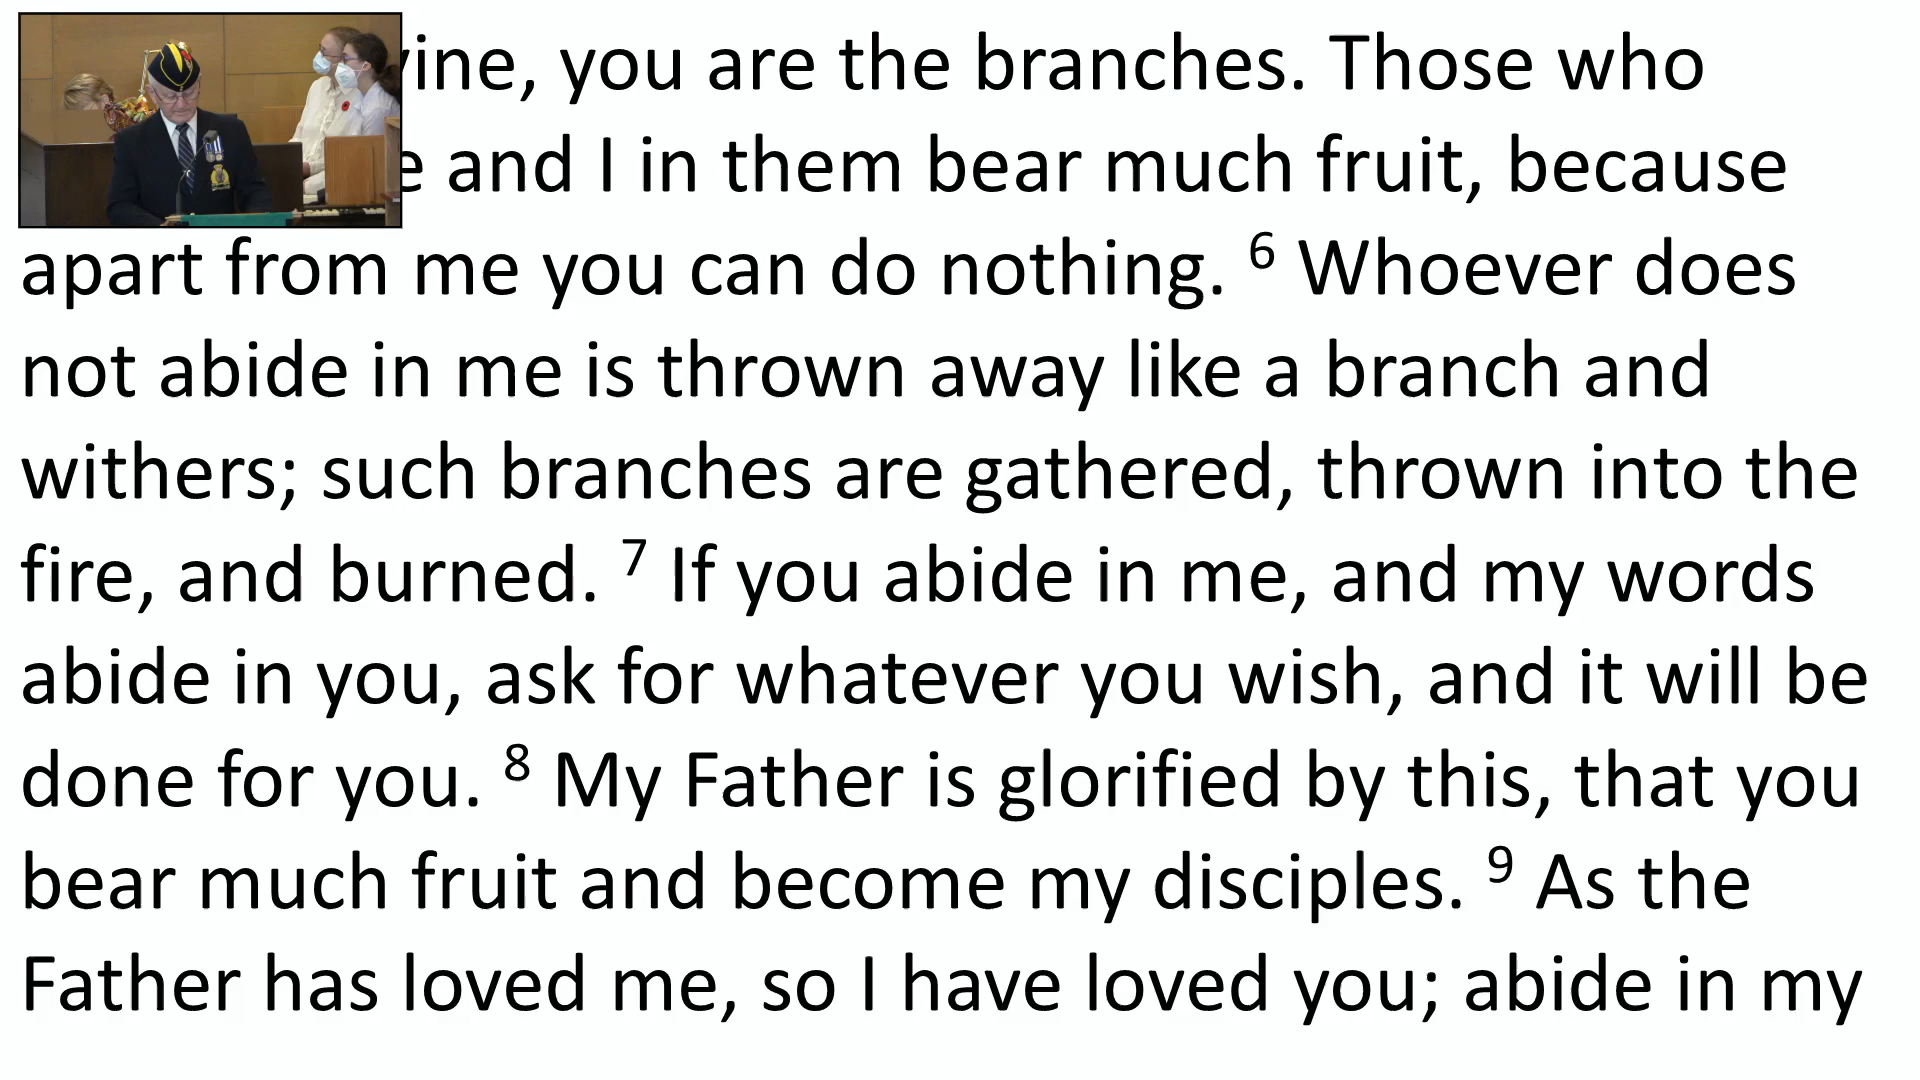 vine, you are the branches. Those who
and I in them bear much fruit, because
apart from me you can do nothing. 6 Whoever does
not abide in me is thrown away like a branch and
withers; such branches are gathered, thrown into the
fire, and burned. 7 If you abide in me, and my words
abide in you, ask for whatever you wish, and it will be
done for you. 8 My Father is glorified by this, that you
bear much fruit and become my disciples. 9 As the
Father has loved me, so I have loved you; abide in my